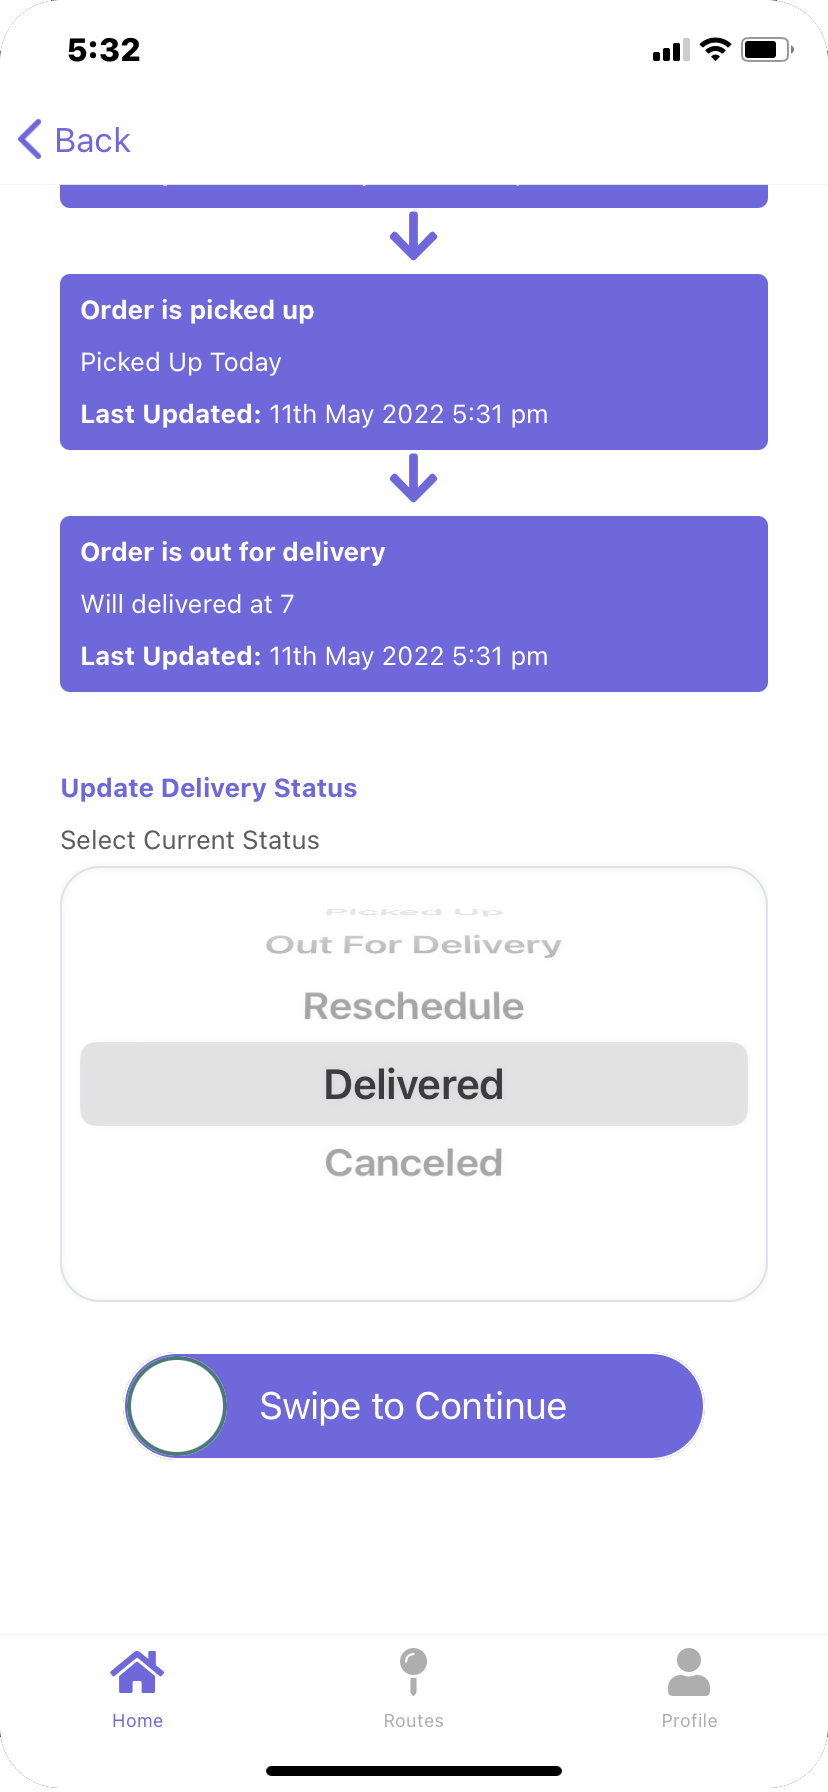 5:32
Back
Order is picked up
Picked Up Today
Last Updated: 11th May 2022 5:31 pm
Order is out for delivery
Will delivered at 7
Last Updated: 11th May 2022 5:31 pm
Update Delivery Status
Select Current Status
Picked Up
Out For Delivery
Reschedule
Delivered
Canceled
Swipe to Continue
Home
Routes
Profile